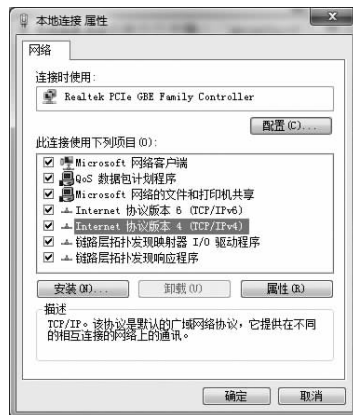 本地连接 属性
网络
连接时使用:
Realtek PCIe GBE Family Controller
配置(C)...
此连接使用下列项目(O):
Microsoft 网络客户端
QoS 数据包计划程序
Microsoft 网络的文件和打印机共享
Internet 协议版本 6 (TCP/IPv6)
Internet 协议版本 4 (TCP/IPv4)
链路层拓扑发现映射器 I/O 驱动程序
链路层拓扑发现响应程序
安装(N)...
卸载(U)
属性(R)
描述
TCP/IP。该协议是默认的广域网络协议，它提供在不同
的相互连接的网络上的通讯。
确定
取消